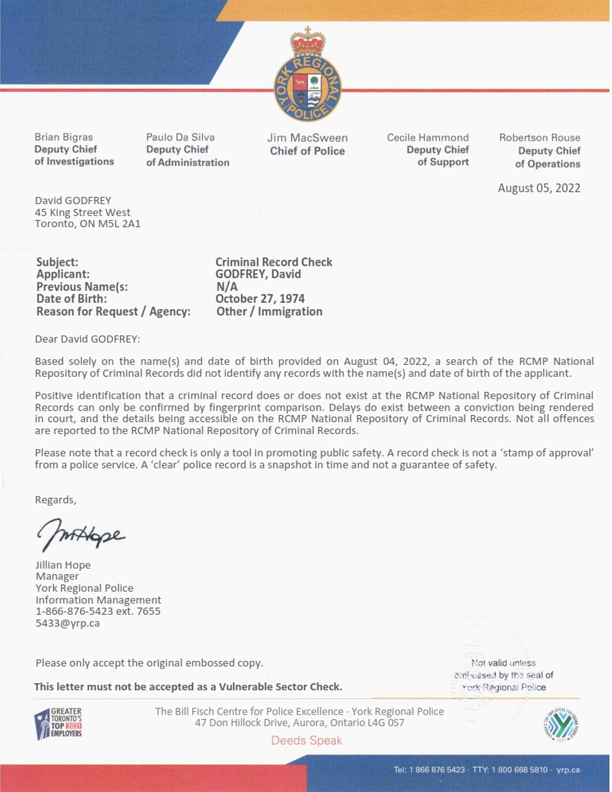 YORK REGIONAL
POLICE
Brian Bigras
Deputy Chief
of Investigations
Paulo Da Silva
Deputy Chief
of Administration
Jim MacSween
Chief of Police
Cecile Hammond
Deputy Chief
of Support
Robertson Rouse
Deputy Chief
of Operations
August 05, 2022
David GODFREY
45 King Street West
Toronto, ON M5L 2A1
Subject: Criminal Record Check
Applicant: GODFREY, David
Previous Name(s: N/A
Date of Birth: October 27, 1974
Reason for Request / Agency: Other / Immigration
Dear David GODFREY:
Based solely on the name(s) and date of birth provided on August 04, 2022, a search of the RCMP National
Repository of Criminal Records did not identify any records with the name(s) and date of birth of the applicant.
Positive identification that a criminal record does or does not exist at the RCMP National Repository of Criminal
Records can only be confirmed by fingerprint comparison. Delays do exist between a conviction being rendered
in court, and the details being accessible on the RCMP National Repository of Criminal Records. Not all offences
are reported to the RCMP National Repository of Criminal Records.
Please note that a record check is only a tool in promoting public safety. A record check is not a ‘stamp of approval’
from a police service. A ‘clear’ police record is a snapshot in time and not a guarantee of safety.
Regards,
Jillian Hope
Manager
York Regional Police
Information Management
1-866-876-5423 ext. 7655
5433@yrp.ca
Please only accept the original embossed copy.
Not valid unless
embossed by the seal of
York Regional Police
This letter must not be accepted as a Vulnerable Sector Check.
GREATER
TORONTO'S
TOP
EMPLOYERS
The Bill Fisch Centre for Police Excellence - York Regional Police
47 Don Hillock Drive, Aurora, Ontario L4G 0S7
Deeds Speak
Tel: 1 866 876 5423 · TTY: 1 800 668 5810 · yrp.ca